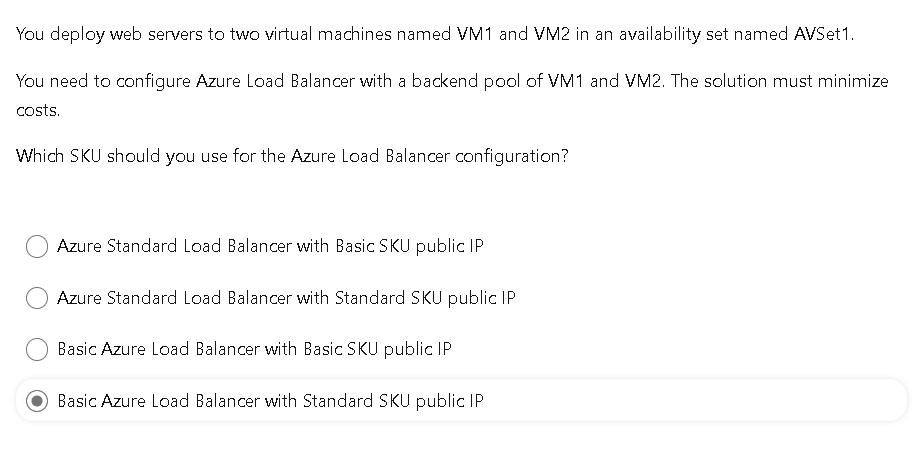 You deploy web servers to two virtual machines named VM1 and VM2 in an availability set named AVSet1.
You need to configure Azure Load Balancer with a backend pool of VM1 and VM2. The solution must minimize
costs.
Which SKU should you use for the Azure Load Balancer configuration?
Azure Standard Load Balancer with Basic SKU public IP
Azure Standard Load Balancer with Standard SKU public IP
Basic Azure Load Balancer with Basic SKU public IP
Basic Azure Load Balancer with Standard SKU public IP